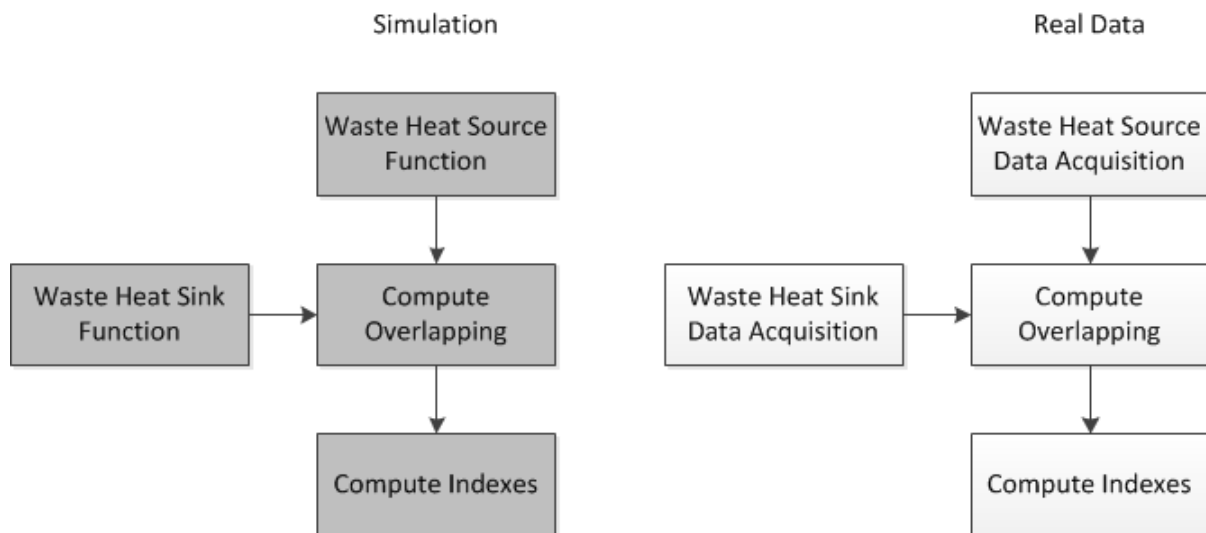 Simulation
Real Data
Waste Heat Source
Function
Waste Heat Source
Data Acquisition
Waste Heat Sink
Function
Compute
Overlapping
Waste Heat Sink
Data Acquisition
Compute
Overlapping
Compute Indexes
Compute Indexes